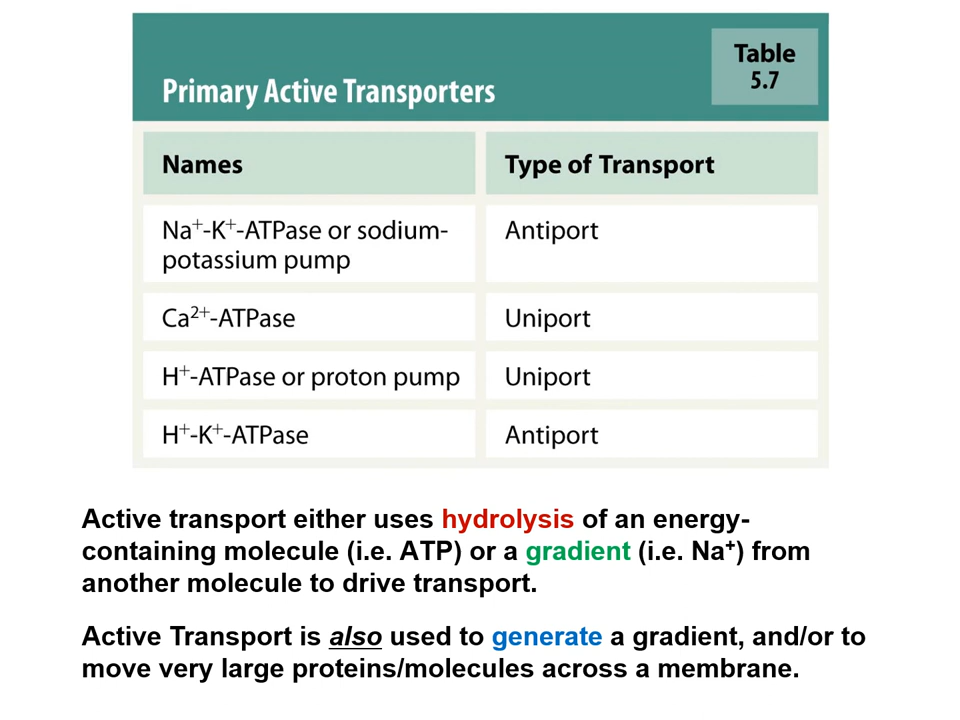 Table
5.7
Primary Active Transporters
Names
Type of Transport
Na⁺-K⁺-ATPase or sodium-
potassium pump
Antiport
Ca²⁺-ATPase
Uniport
H⁺-ATPase or proton pump
Uniport
H⁺-K⁺-ATPase
Antiport
Active transport either uses hydrolysis of an energy-
containing molecule (i.e. ATP) or a gradient (i.e. Na⁺) from
another molecule to drive transport.
Active Transport is also used to generate a gradient, and/or to
move very large proteins/molecules across a membrane.